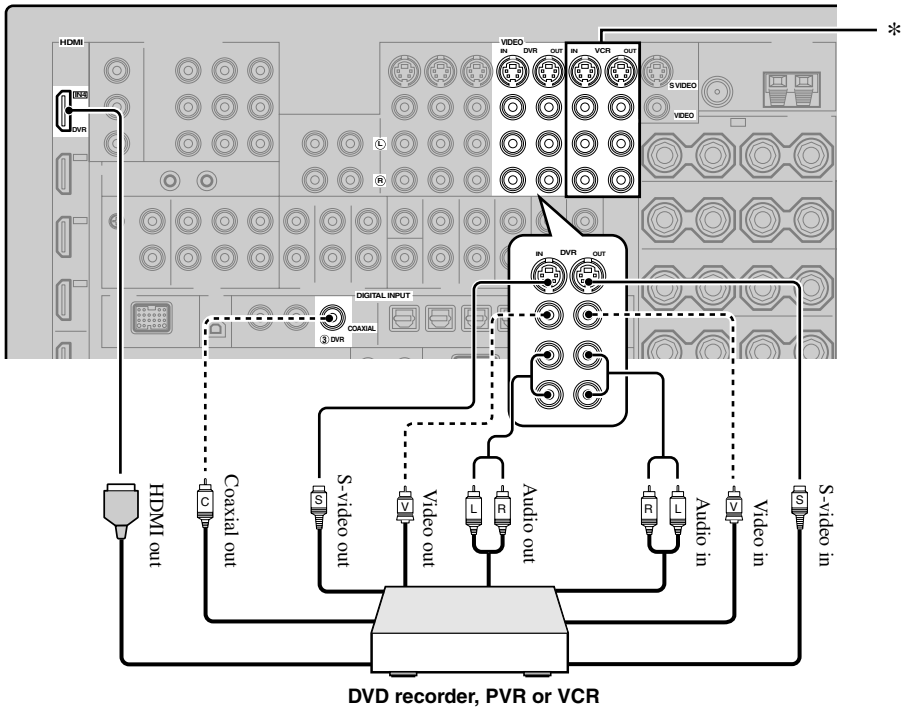 *
HDMI
IN4
DVR
VIDEO
IN DVR OUT
IN VCR OUT
S VIDEO
VIDEO
L
R
IN DVR OUT
DIGITAL INPUT
COAXIAL
③ DVR
C
S
V
L
R
R
L
V
S
HDMI out
Coaxial out
S-video out
Video out
Audio out
Audio in
Video in
S-video in
DVD recorder, PVR or VCR